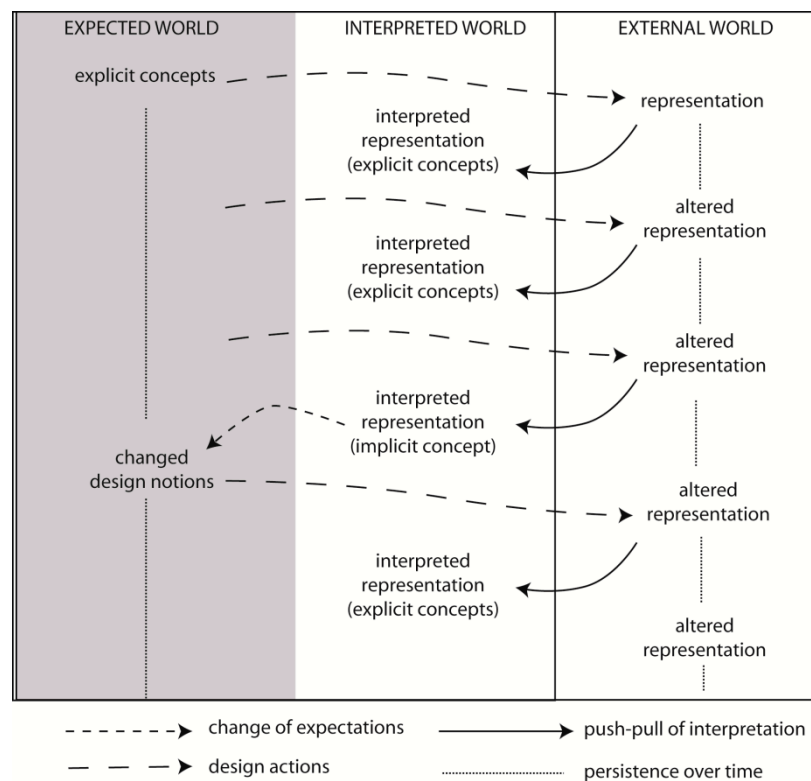 EXPECTED WORLD
INTERPRETED WORLD
EXTERNAL WORLD
explicit concepts
representation
interpreted
representation
(explicit concepts)
altered
representation
interpreted
representation
(explicit concepts)
altered
representation
interpreted
representation
(implicit concept)
changed
design notions
altered
representation
interpreted
representation
(explicit concepts)
altered
representation
change of expectations
push-pull of interpretation
design actions
persistence over time